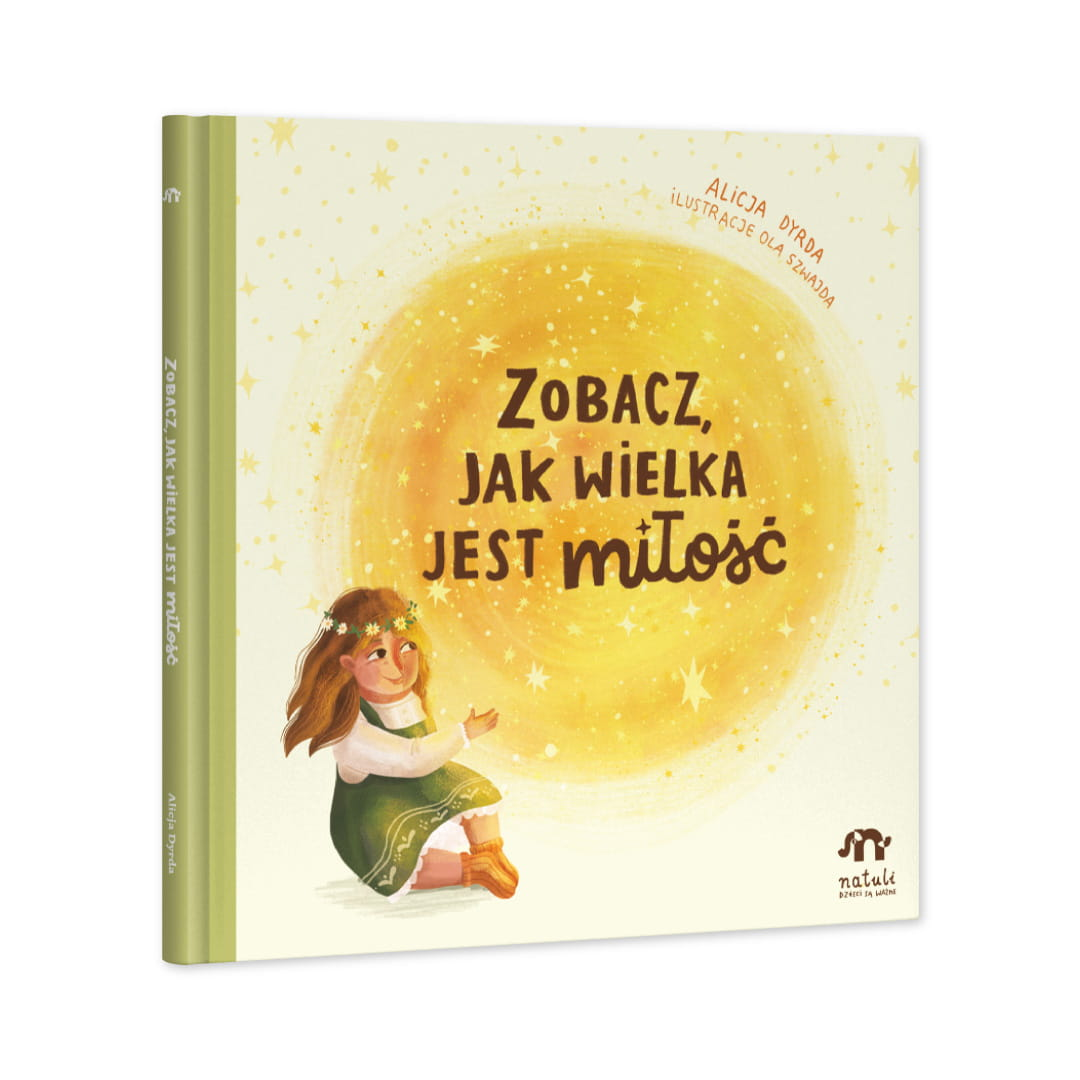 ALICJA DYRDA
ILUSTRACJE OLA SZWAJDA
ZOBACZ,
JAK WIELKA
JEST miłość
natuli
DZIECI SĄ WAŻNE
ZOBACZ, JAK WIELKA JEST miłość
Alicja Dyrda